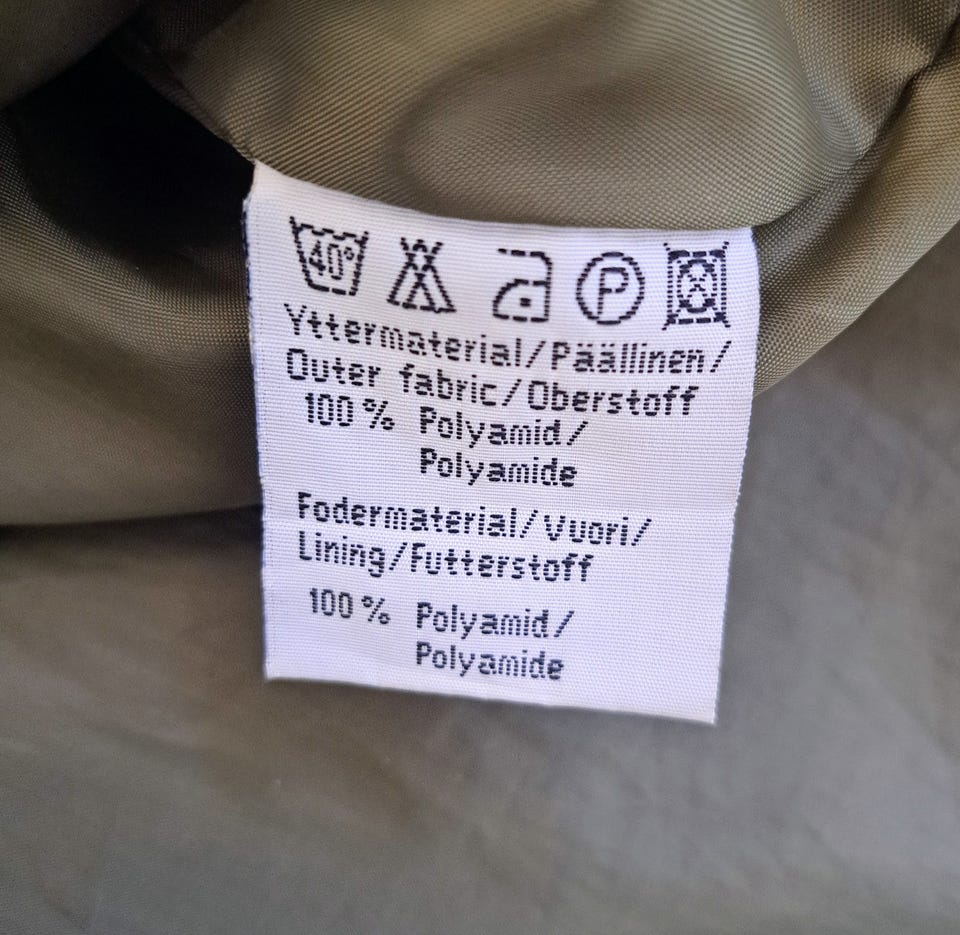 40°
P
Yttermaterial/Päällinen/
Outer fabric/Oberstoff
100 % Polyamid/
Polyamide
Fodermaterial/Vuori/
Lining/Futterstoff
100 % Polyamid/
Polyamide